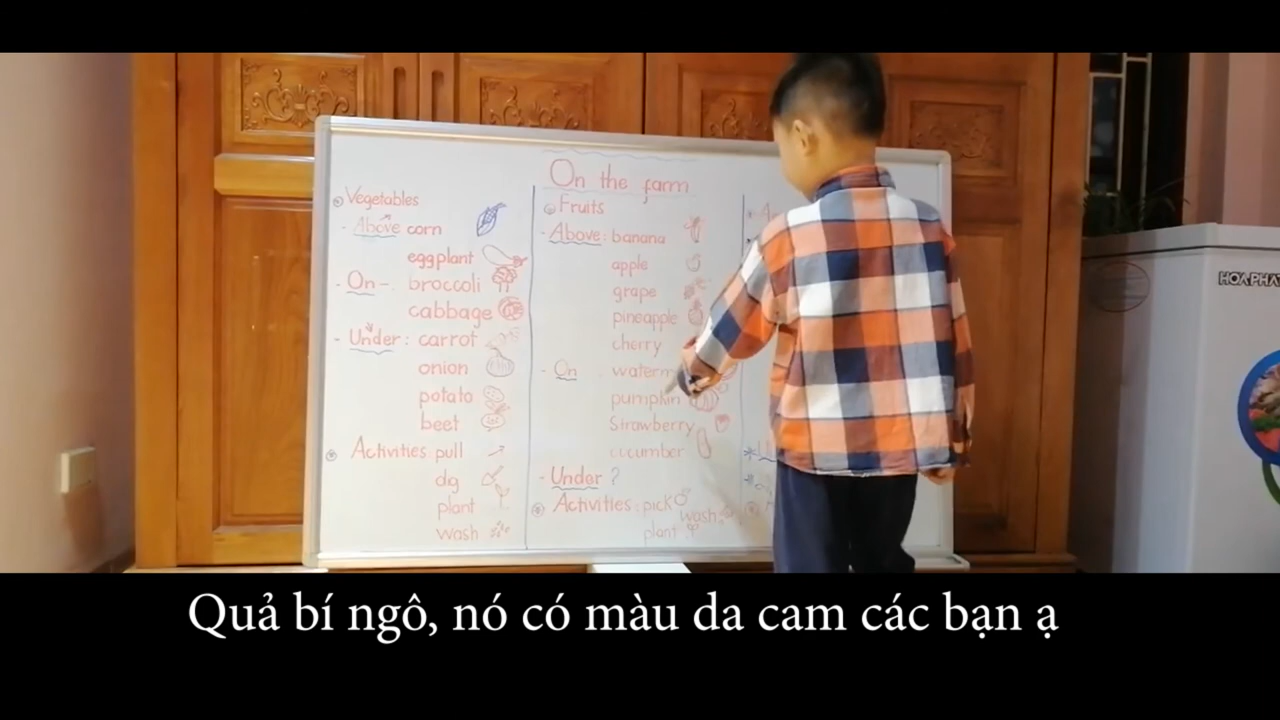 On the farm
Vegetables
- Above corn
eggplant
- On - broccoli
cabbage
- Under: carrot
onion
potato
beet
Activities pull
dig
plant
wash
Fruits
- Above: banana
apple
grape
pineapple
cherry
- On
pumpkin
Strawberry
cucumber
- Under ?
Activities: pick
wash
plant
Quả bí ngô, nó có màu da cam các bạn ạ